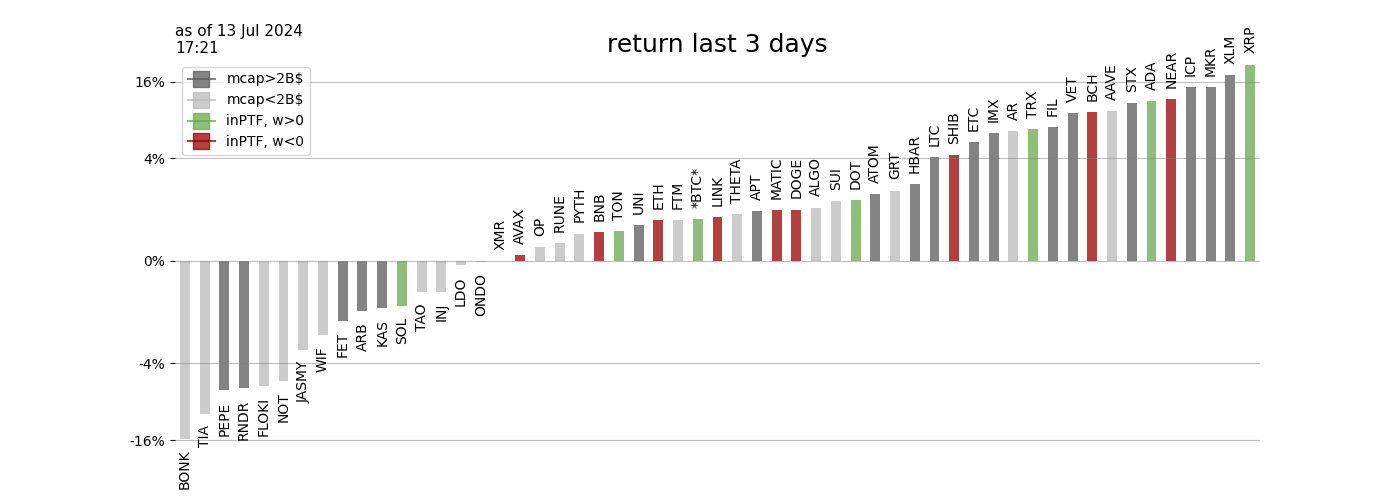 as of 13 Jul 2024
17:21
return last 3 days
mcap>2B$
mcap<2B$
inPTF, w>0
inPTF, w<0
16%
4%
0%
-4%
-16%
BONK
TIA
PEPE
RNDR
FLOKI
NOT
JASMY
WIF
FET
ARB
KAS
SOL
TAO
INJ
LDO
ONDO
XMR
AVAX
OP
RUNE
PYTH
BNB
TON
UNI
ETH
FTM
*BTC*
LINK
THETA
APT
MATIC
DOGE
ALGO
SUI
DOT
ATOM
GRT
HBAR
LTC
SHIB
ETC
IMX
AR
TRX
FIL
VET
BCH
AAVE
STX
ADA
NEAR
ICP
MKR
XLM
XRP